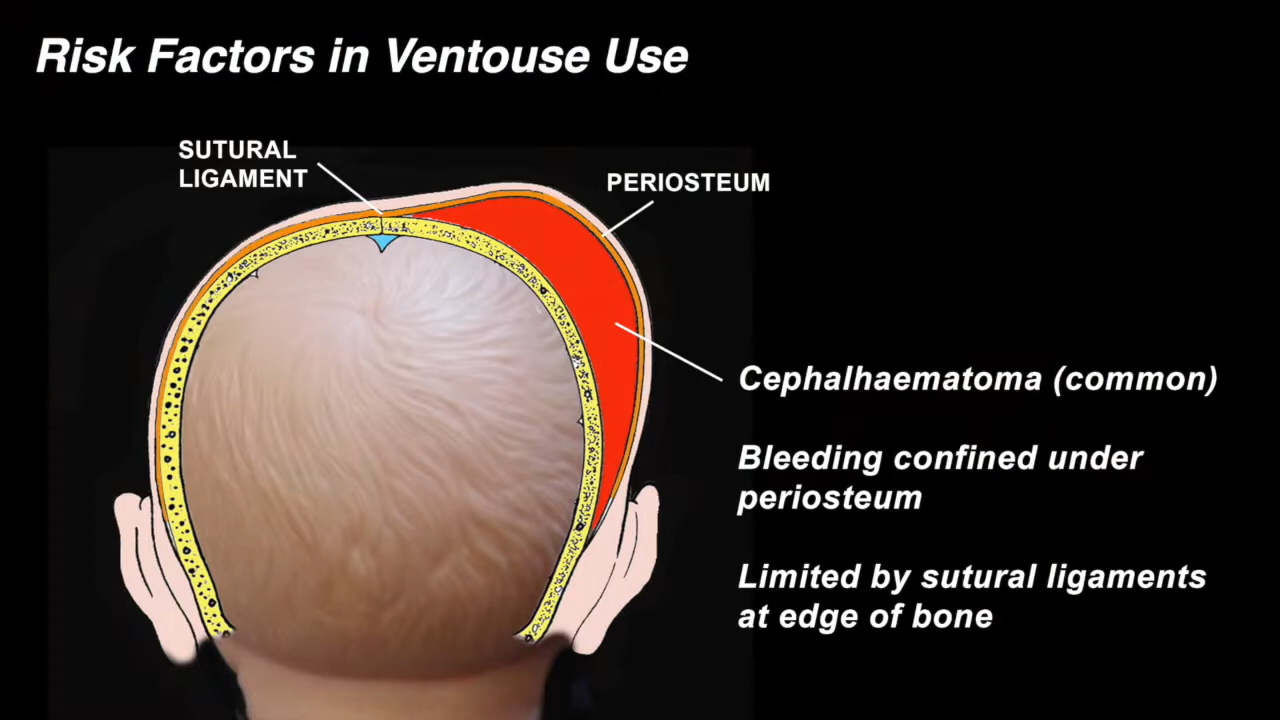 Risk Factors in Ventouse Use
SUTURAL
LIGAMENT
PERIOSTEUM
Cephalhaematoma (common)
Bleeding confined under
periosteum
Limited by sutural ligaments
at edge of bone